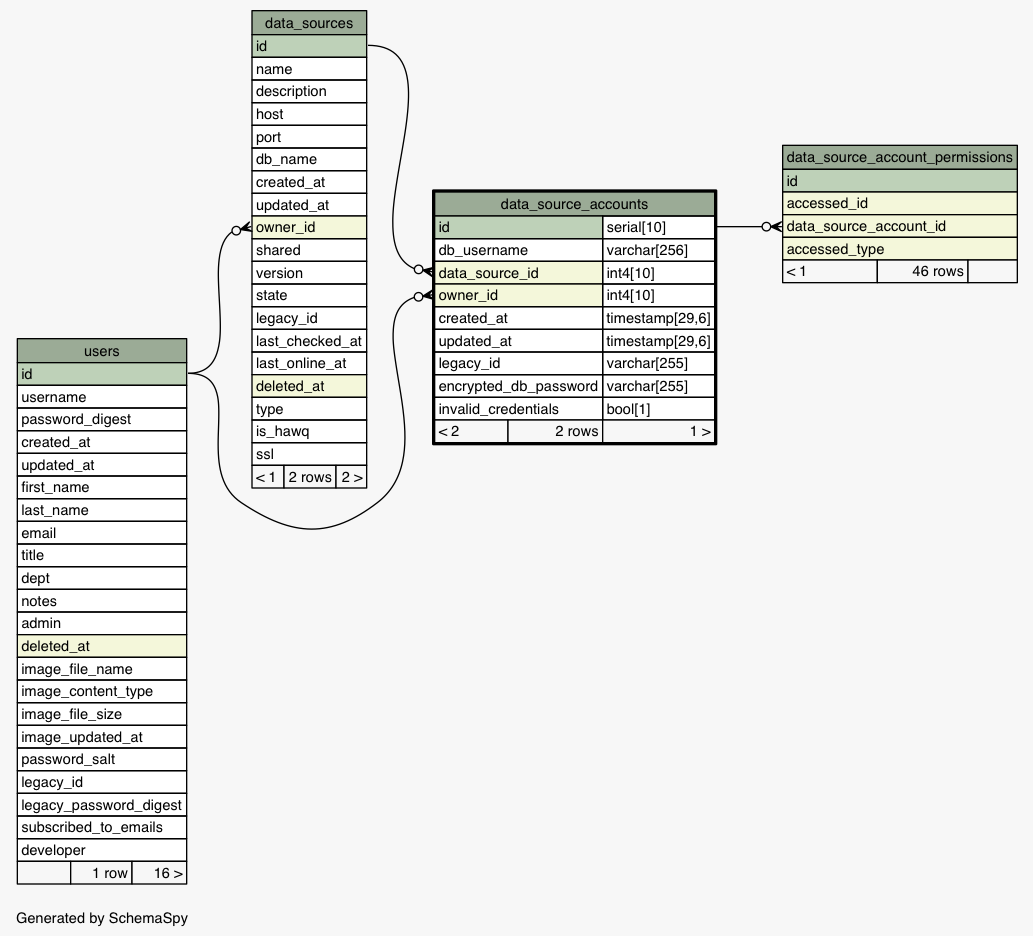 data_sources
id
name
description
host
port
db_name
created_at
updated_at
owner_id
shared
version
state
legacy_id
last_checked_at
last_online_at
deleted_at
type
is_hawq
ssl
< 1 2 rows 2 >
data_source_account_permissions
id
accessed_id
data_source_account_id
accessed_type
< 1 46 rows
data_source_accounts
id serial[10]
db_username varchar[256]
data_source_id int4[10]
owner_id int4[10]
created_at timestamp[29,6]
updated_at timestamp[29,6]
legacy_id varchar[255]
encrypted_db_password varchar[255]
invalid_credentials bool[1]
< 2 2 rows 1 >
users
id
username
password_digest
created_at
updated_at
first_name
last_name
email
title
dept
notes
admin
deleted_at
image_file_name
image_content_type
image_file_size
image_updated_at
password_salt
legacy_id
legacy_password_digest
subscribed_to_emails
developer
1 row 16 >
Generated by SchemaSpy